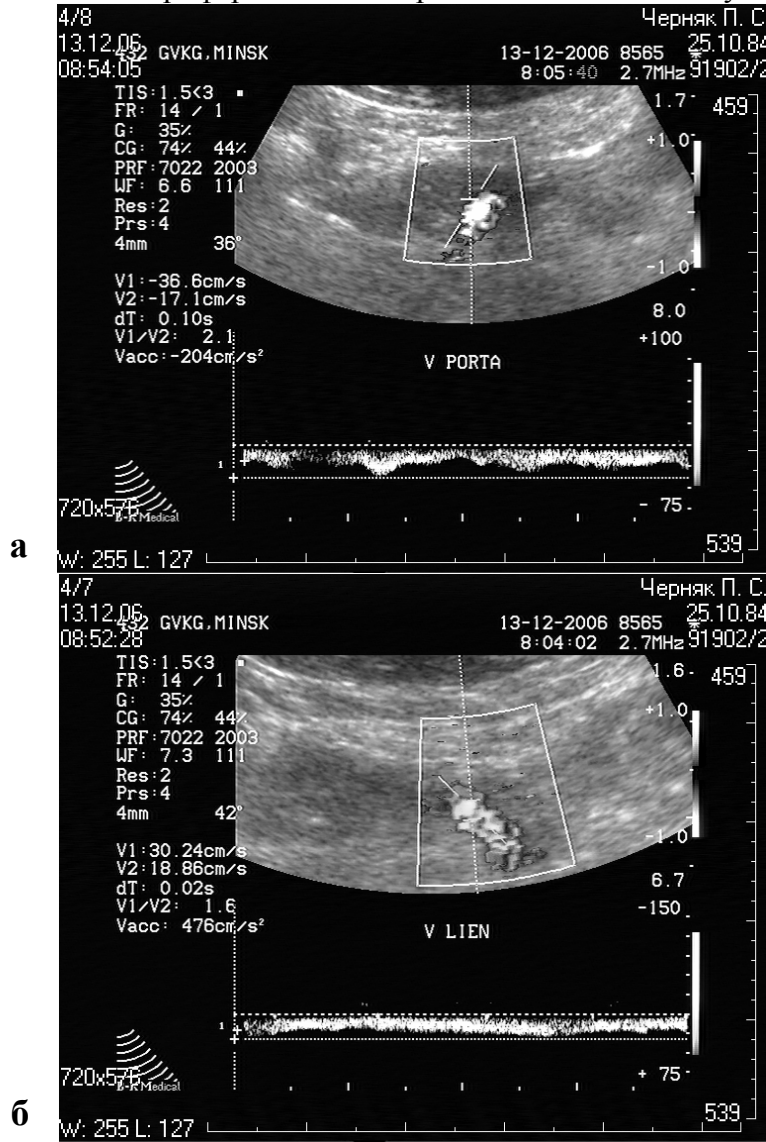 4/8
Черняк П. С
13.12.06
432 GVKG,MINSK
13-12-2006 8565
25.10.84
08:54:05
8:05:40 2.7MHz
91902/2
TIS:1.5<3
1.7-
459
FR: 14 / 1
G: 35%
+1.0
CG: 74% 44%
PRF:7022 2003
WF: 6.6 111
Res:2
Prs:4
4mm 36°
-1.0
V1:-36.6cm/s
V2:-17.1cm/s
8.0
dT: 0.10s
V1/V2: 2.1
+100
Vacc:-204cm/s²
V PORTA
1
- 75-
720x576
B-K Medical
а
539
W: 255 L: 127
4/7
Черняк П. С.
13.12.06
432 GVKG,MINSK
13-12-2006 8565
25.10.84
08:52:28
8:04:02 2.7MHz
91902/2
TIS:1.5<3
1.6-
459
FR: 14 / 1
G: 35%
+1.0
CG: 74% 44%
PRF:7022 2003
WF: 7.3 111
Res:2
Prs:4
4mm 42°
-1.0
V1:30.24cm/s
V2:18.86cm/s
6.7
dT: 0.02s
V1/V2: 1.6
-150
Vacc: 476cm/s²
V LIEN
1
+ 75-
720x576
B-K Medical
б
539
W: 255 L: 127